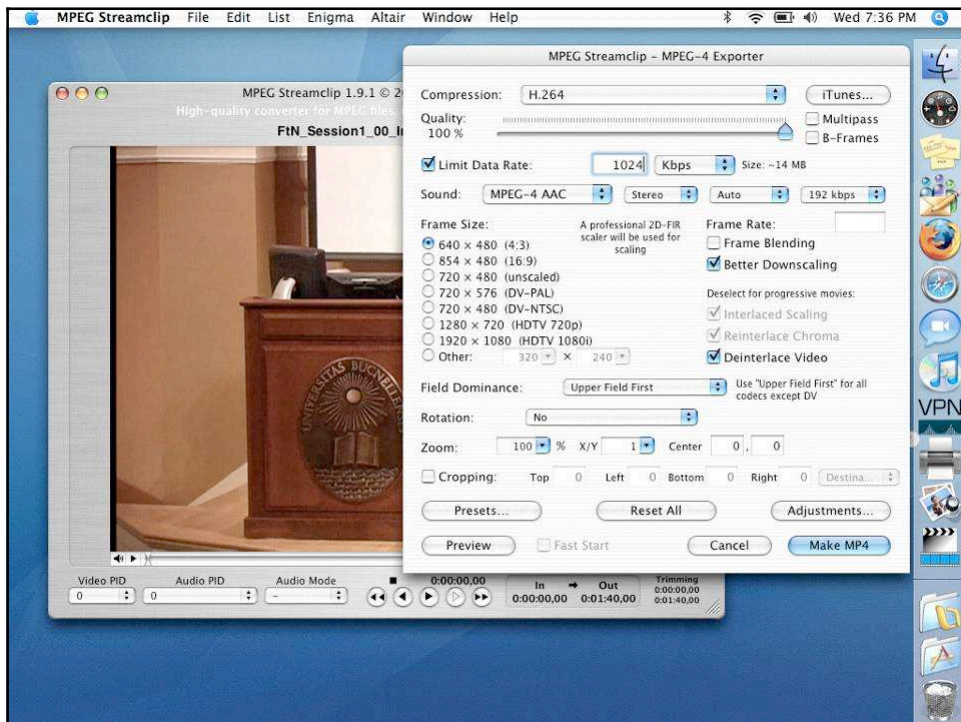 MPEG Streamclip File Edit List Enigma Altair Window Help Wed 7:36 PM
MPEG Streamclip – MPEG-4 Exporter
Compression: H.264 iTunes...
Quality: 100 % Multipass
B-Frames
Limit Data Rate: 1024 Kbps Size: ~14 MB
Sound: MPEG-4 AAC Stereo Auto 192 kbps
Frame Size: A professional 2D-FIR scaler will be used for scaling Frame Rate:
640 × 480 (4:3) Frame Blending
854 × 480 (16:9) Better Downscaling
720 × 480 (unscaled)
720 × 576 (DV-PAL) Deselect for progressive movies:
720 × 480 (DV-NTSC) Interlaced Scaling
1280 × 720 (HDTV 720p) Reinterlace Chroma
1920 × 1080 (HDTV 1080i) Deinterlace Video
Other: 320 × 240
Field Dominance: Upper Field First Use "Upper Field First" for all codecs except DV
Rotation: No
Zoom: 100 % X/Y 1 Center 0 , 0
Cropping: Top 0 Left 0 Bottom 0 Right 0 Destina...
Presets... Reset All Adjustments...
Preview Fast Start Cancel Make MP4
MPEG Streamclip 1.9.1 ©
High-quality converter for MPEG files.
FtN_Session1_00_
UNIVERSITAS BUCNELLENSIS
Video PID Audio PID Audio Mode 0:00:00,00 In Out Trimming
0 0 – 0:00:00,00 0:01:40,00 0:00:00,00
0:01:40,00
VPN